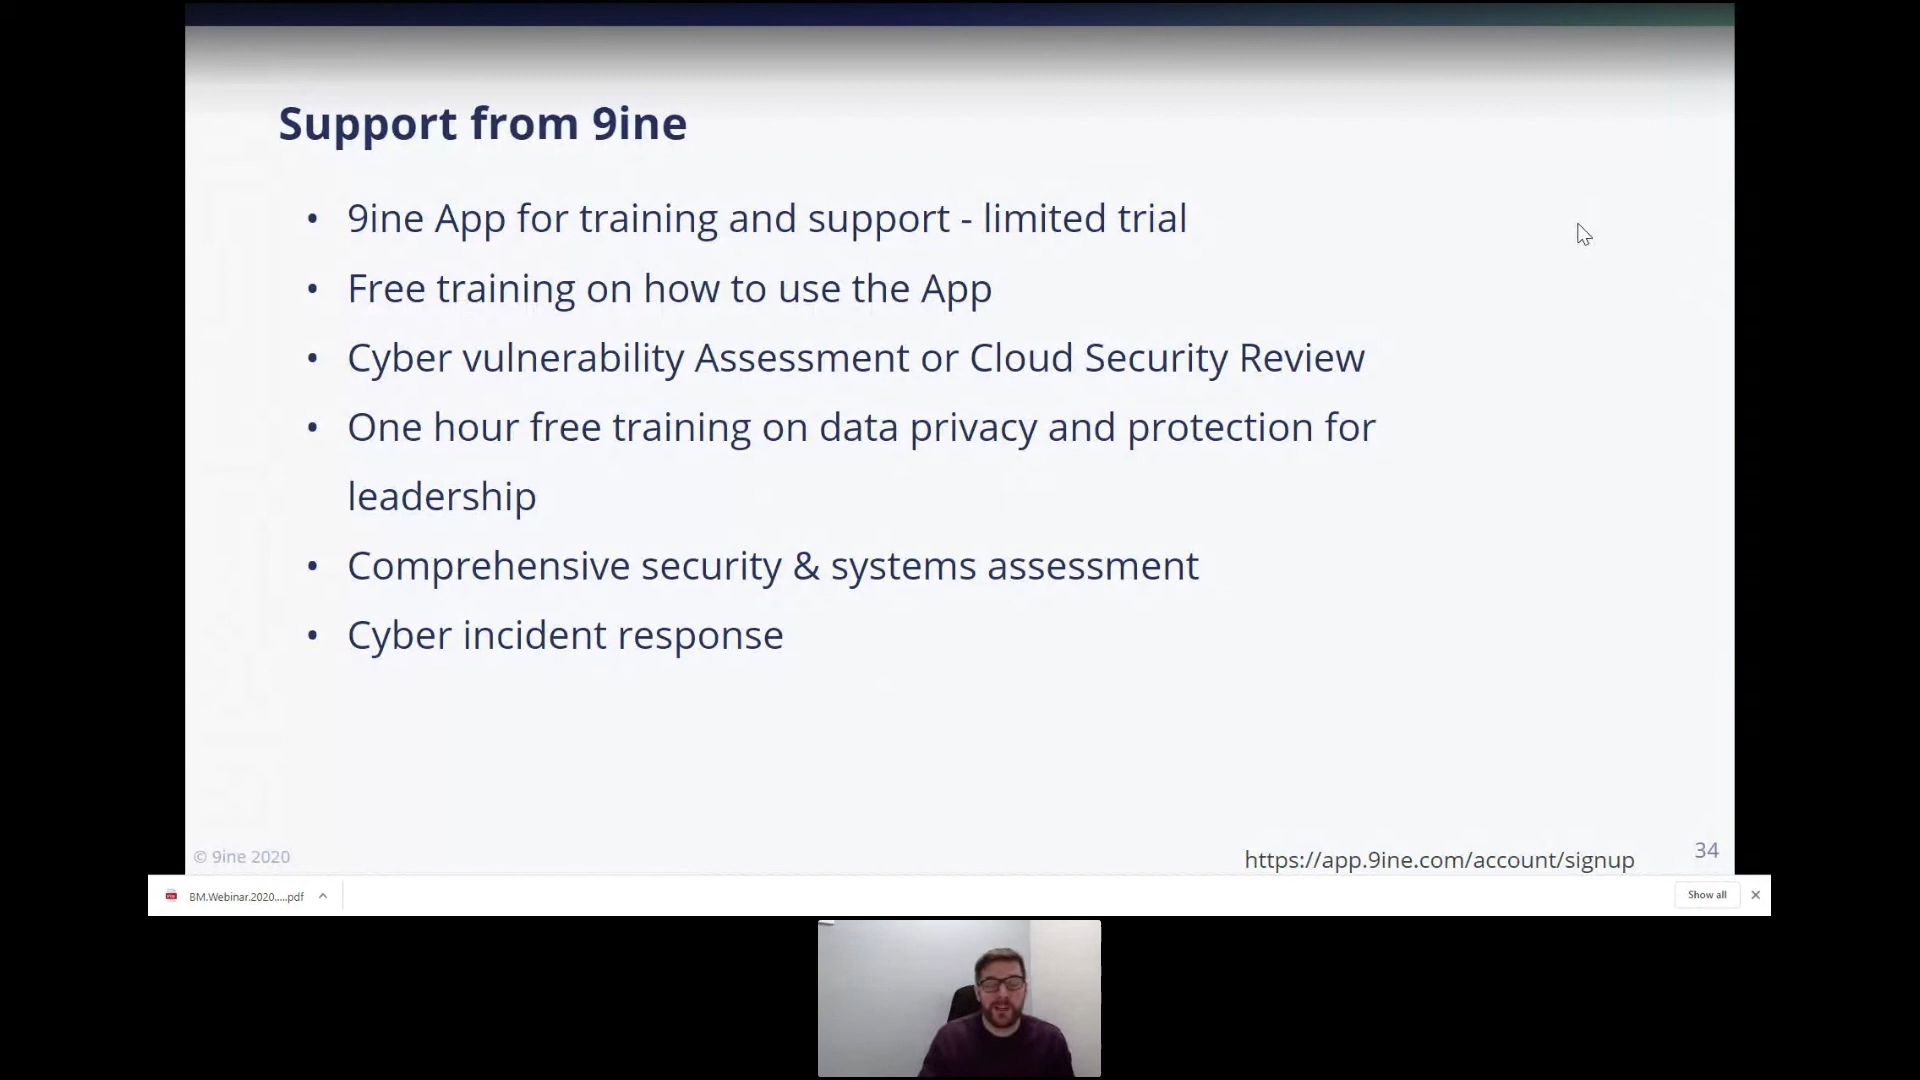 Support from 9ine
• 9ine App for training and support - limited trial
• Free training on how to use the App
• Cyber vulnerability Assessment or Cloud Security Review
• One hour free training on data privacy and protection for
leadership
• Comprehensive security & systems assessment
• Cyber incident response
© 9ine 2020
https://app.9ine.com/account/signup
34
BM.Webinar.2020.....pdf
Show all